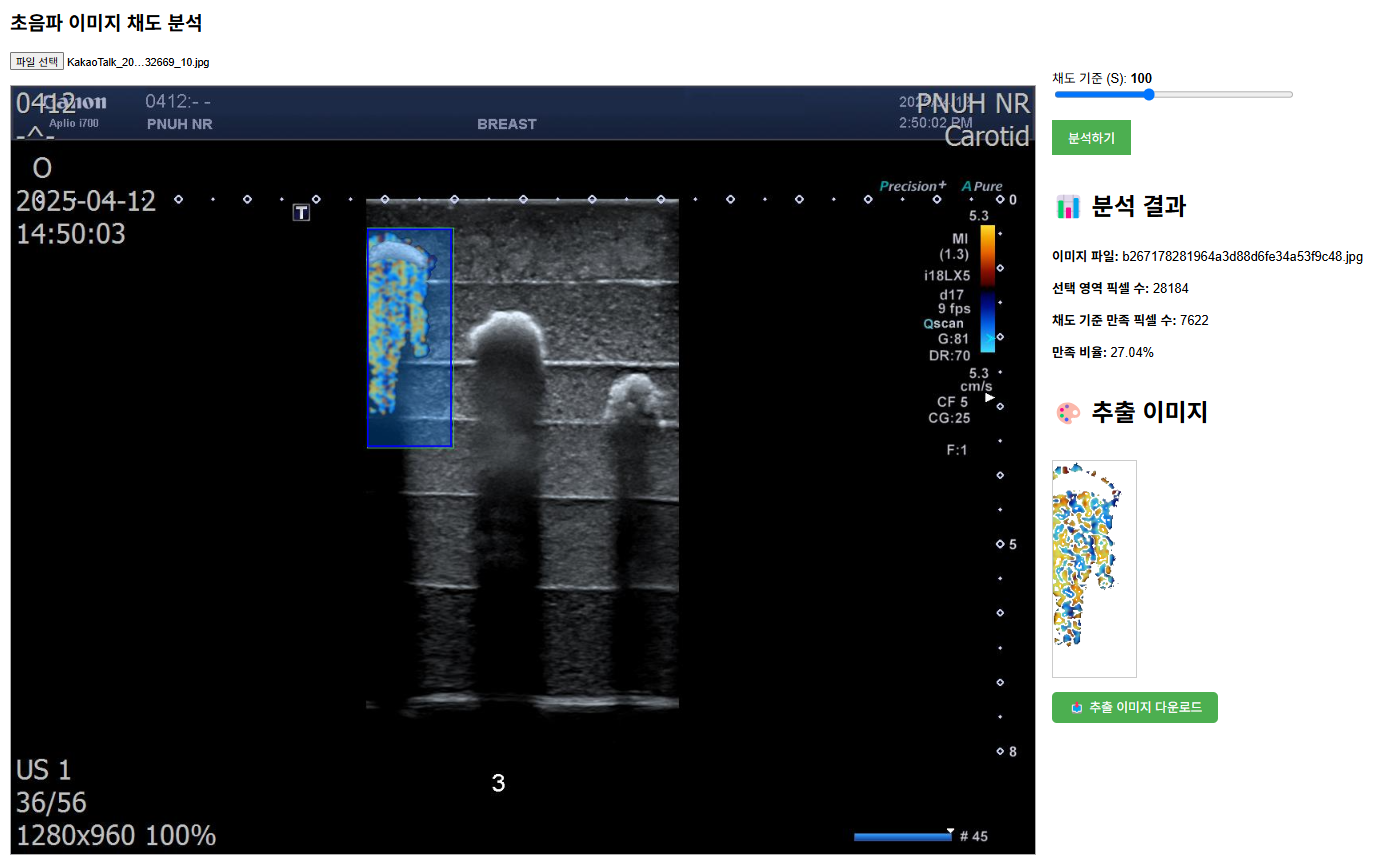 초음파 이미지 채도 분석
파일 선택 KakaoTalk_20...32669_10.jpg
0412
Canon
0412:- -
PNUH NR
-^-
Aplio i700
PNUH NR
BREAST
2:50:02 PM
Carotid
O
2025-04-12
14:50:03
T
Precision+ A Pure
0
5.3
MI
(1.3)
i18LX5
d17
9 fps
Qscan
G:81
DR:70
5.3
cm/s
CF 5
CG:25
F:1
5
8
3
US 1
36/56
1280x960 100%
# 45
채도 기준 (S): 100
분석하기
분석 결과
이미지 파일: b267178281964a3d88d6fe34a53f9c48.jpg
선택 영역 픽셀 수: 28184
채도 기준 만족 픽셀 수: 7622
만족 비율: 27.04%
추출 이미지
추출 이미지 다운로드